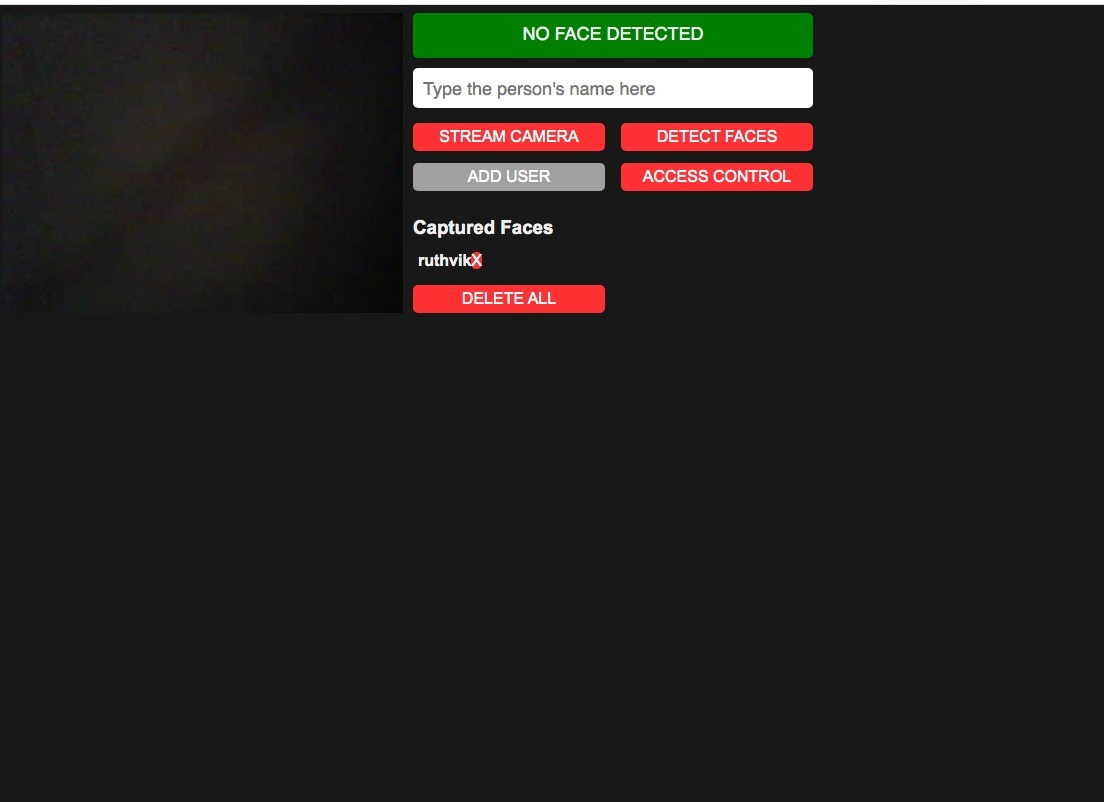 NO FACE DETECTED
Type the person's name here
STREAM CAMERA DETECT FACES
ADD USER ACCESS CONTROL
Captured Faces
ruthvikX
DELETE ALL